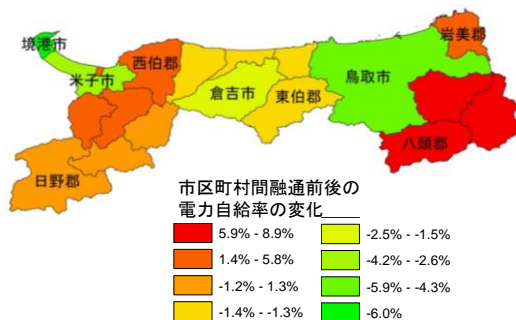 境港市
岩美郡
西伯郡
米子市
鳥取市
倉吉市
東伯郡
八頭郡
日野郡
市区町村間融通前後の
電力自給率の変化
5.9% - 8.9%
-2.5% - -1.5%
1.4% - 5.8%
-4.2% - -2.6%
-1.2% - 1.3%
-5.9% - -4.3%
-1.4% - -1.3%
-6.0%